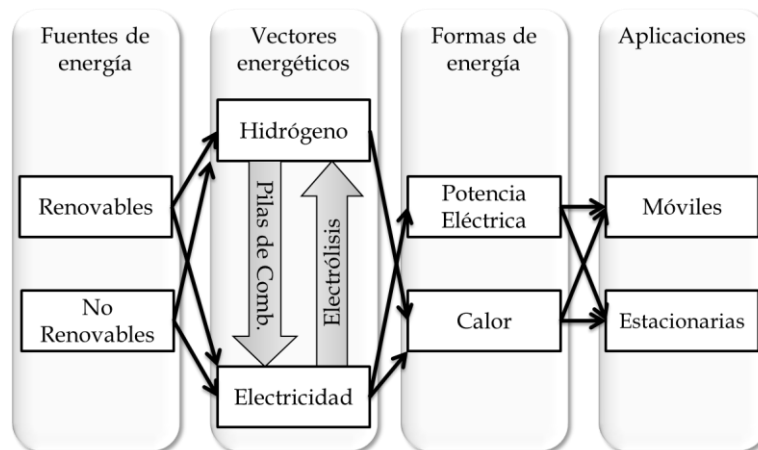 Fuentes de
energía
Vectores
energéticos
Formas de
energía
Aplicaciones
Hidrógeno
Renovables
No
Renovables
Pilas de Comb.
Electrólisis
Electricidad
Potencia
Eléctrica
Calor
Móviles
Estacionarias